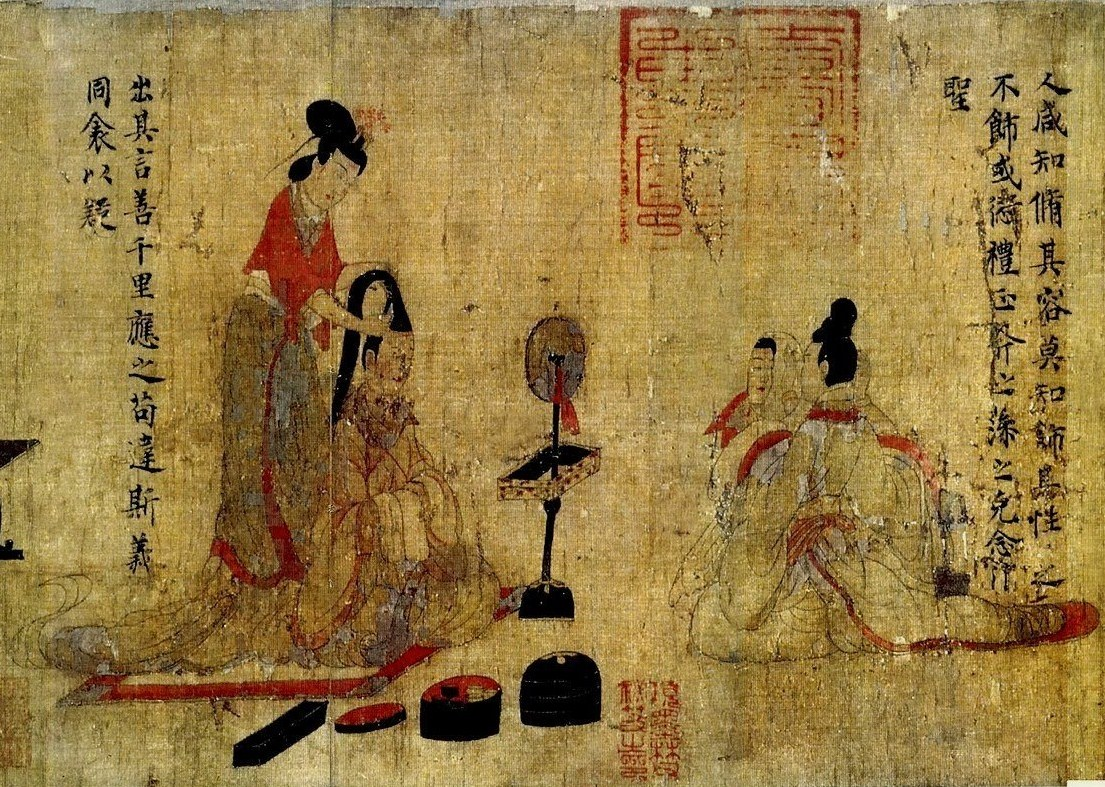 人咸知脩其容莫知飾其性之
不飾或愆禮正斧之藻之克念作
聖
出其言善千里應之苟違斯義
同衾以疑